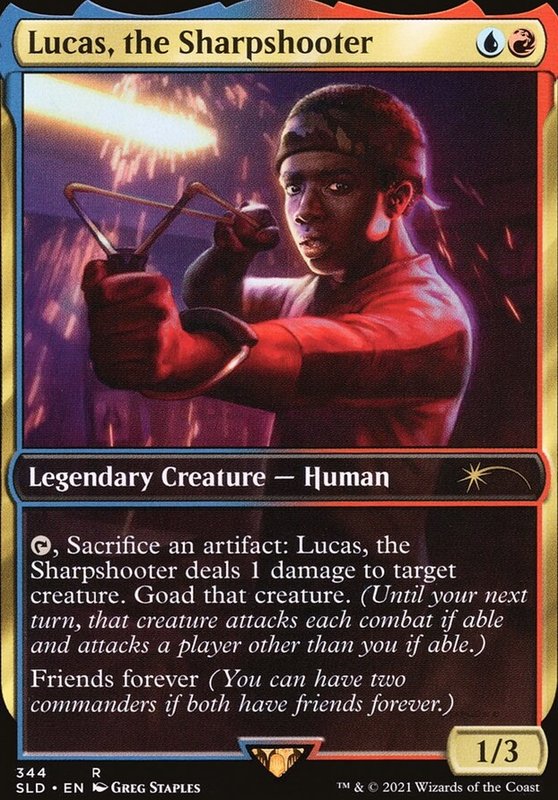 Lucas, the Sharpshooter
Legendary Creature — Human
, Sacrifice an artifact: Lucas, the
Sharpshooter deals 1 damage to target
creature. Goad that creature. (Until your next
turn, that creature attacks each combat if able
and attacks a player other than you if able.)
Friends forever (You can have two
commanders if both have friends forever.)
1/3
344 R
SLD • EN Greg Staples
™ & © 2021 Wizards of the Coast